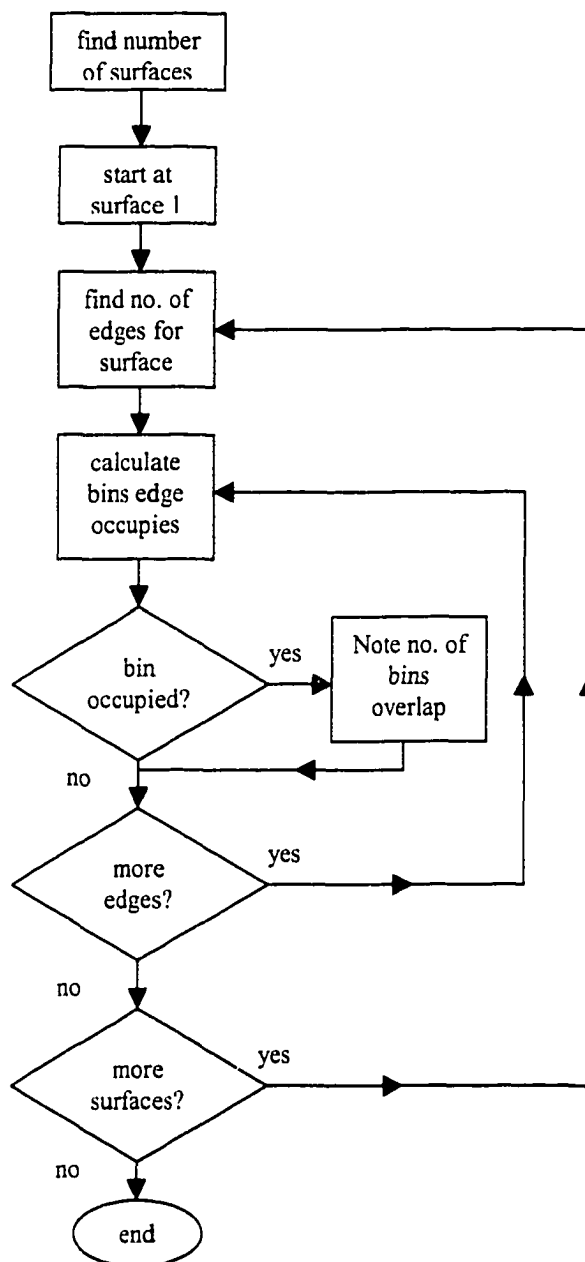 find number
of surfaces
start at
surface 1
find no. of
edges for
surface
calculate
bins edge
occupies
bin
occupied?
yes
Note no. of
bins
overlap
no
more
edges?
yes
no
more
surfaces?
yes
no
end